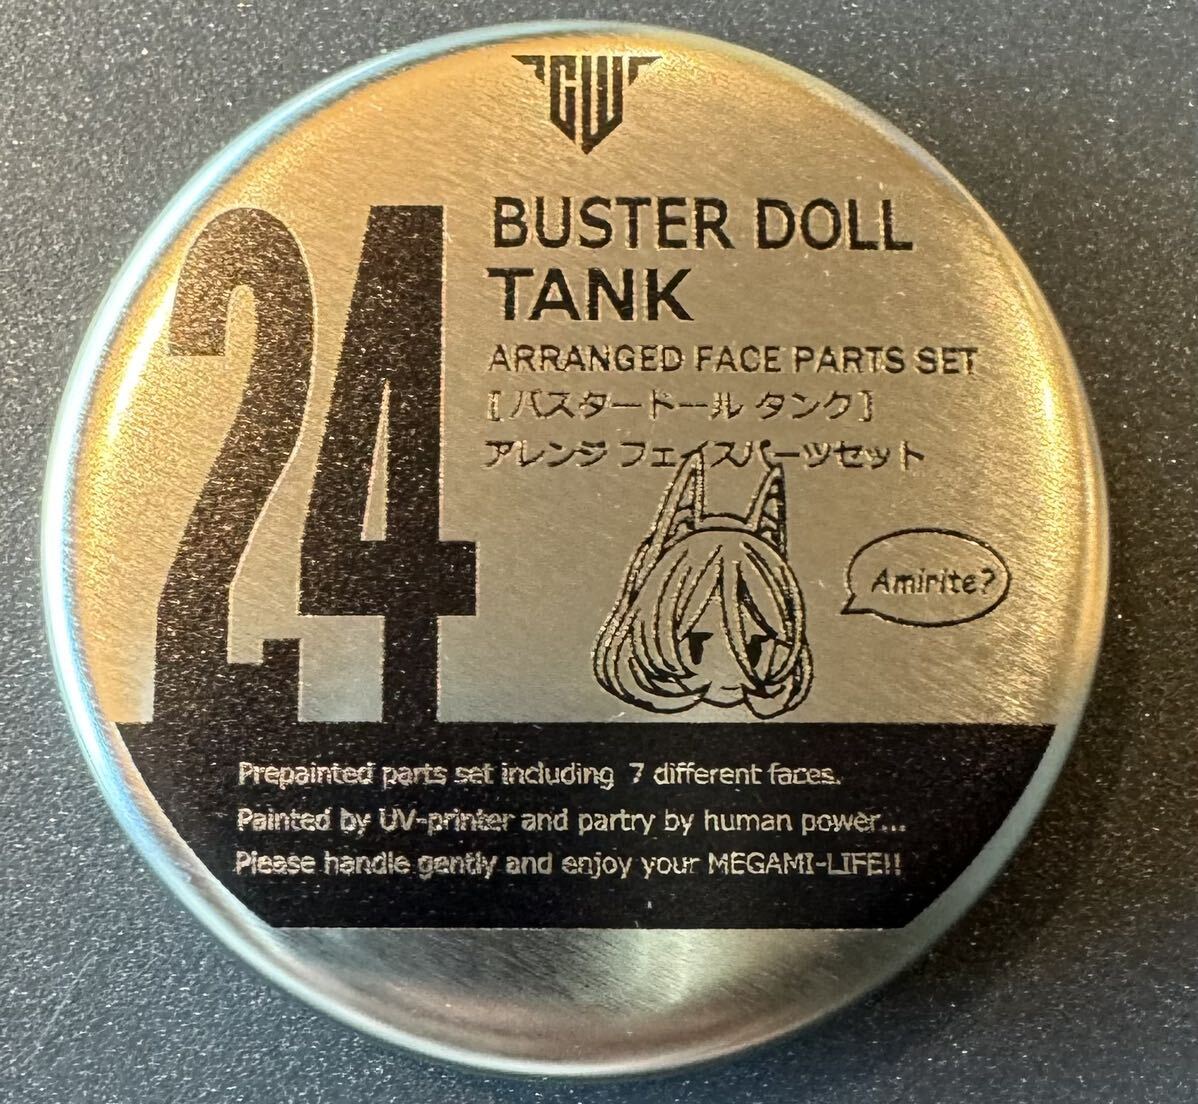 CW
24
BUSTER DOLL
TANK
ARRANGED FACE PARTS SET
[バスタードール タンク]
アレンジ フェイスパーツセット
Amirite?
Prepainted parts set including 7 different faces.
Painted by UV-printer and partry by human power...
Please handle gently and enjoy your MEGAMI-LIFE!!